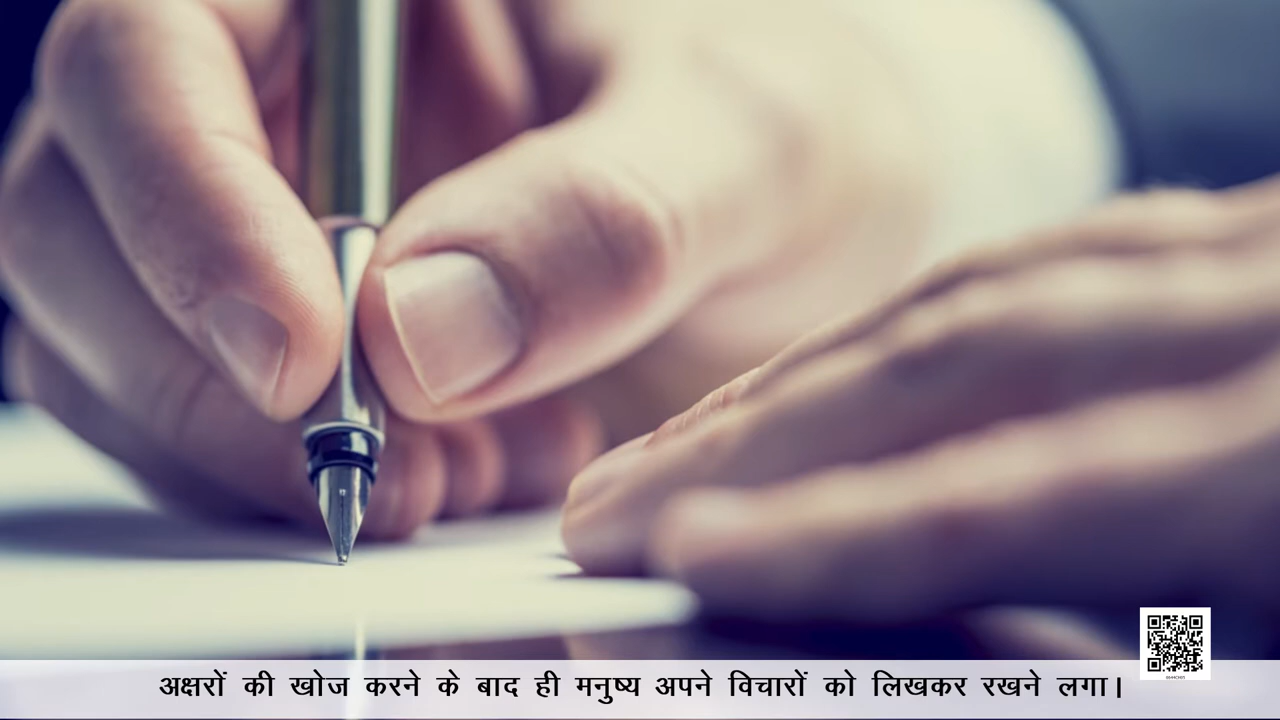 अक्षरों की खोज करने के बाद ही मनुष्य अपने विचारों को लिखकर रखने लगा।